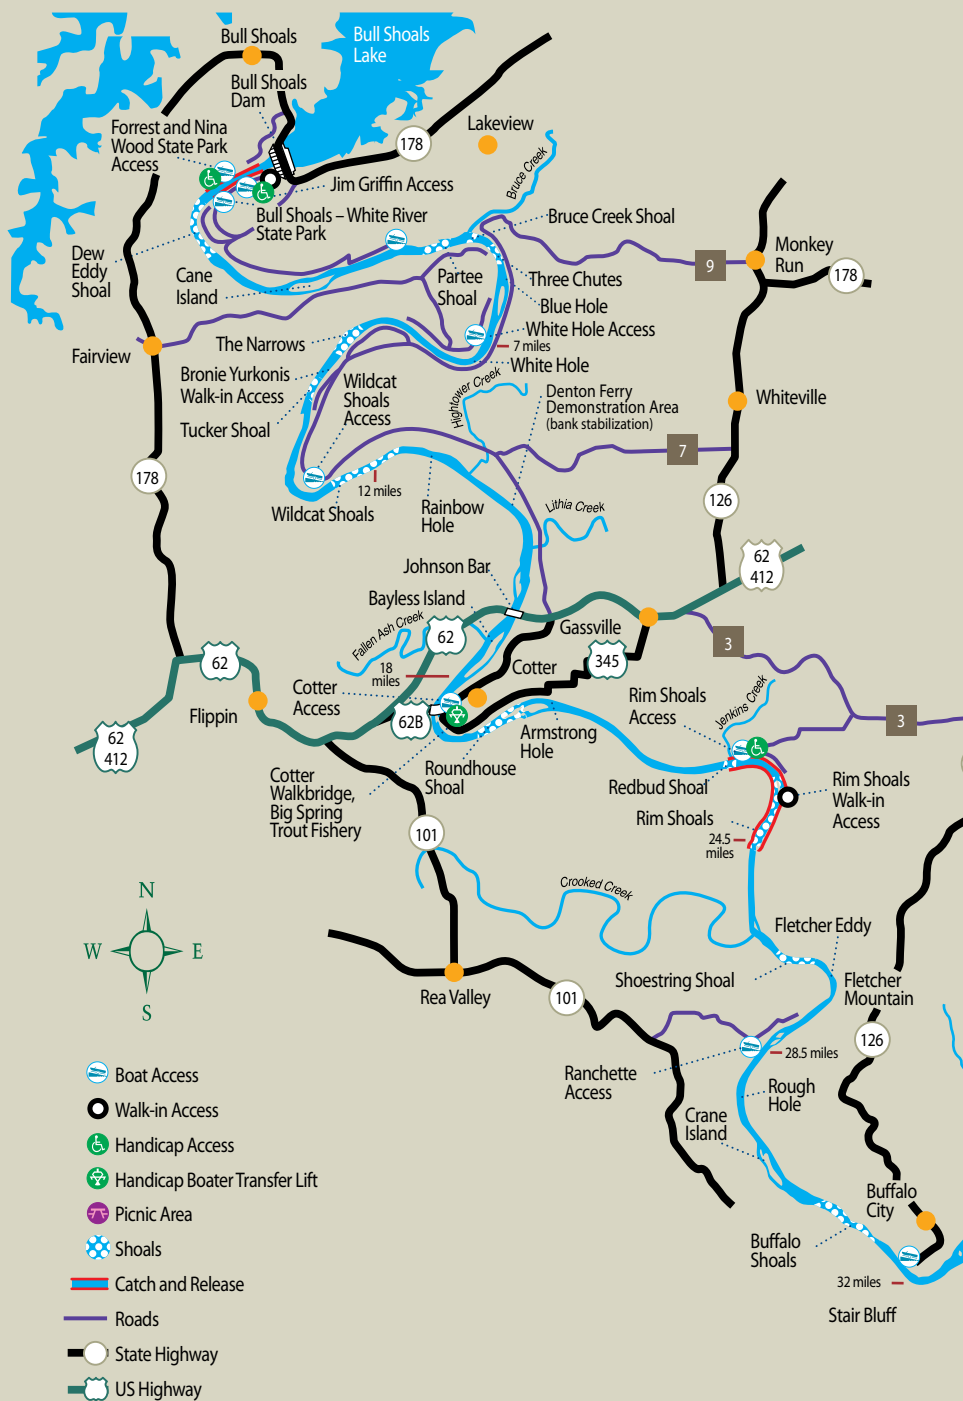 Bull Shoals
Bull Shoals
Lake
Bull Shoals
Dam
Lakeview
Forrest and Nina
Wood State Park
Access
178
Bruce Creek
Jim Griffin Access
Bull Shoals – White River
State Park
Bruce Creek Shoal
Dew
Eddy
Shoal
Cane
Island
Partee
Shoal
Three Chutes
9
Monkey
Run
178
Blue Hole
White Hole Access
7 miles
White Hole
Fairview
The Narrows
Bronie Yurkonis
Walk-in Access
Wildcat
Shoals
Access
Hightower Creek
Denton Ferry
Demonstration Area
(bank stabilization)
Whiteville
Tucker Shoal
7
178
12 miles
Wildcat Shoals
Rainbow
Hole
Lithia Creek
126
62
412
Johnson Bar
Bayless Island
Fallen Ash Creek
62
Gassville
3
62
18
miles
Cotter
345
Cotter
Access
Rim Shoals
Access
Jenkins Creek
Flippin
62B
3
62
412
Armstrong
Hole
Roundhouse
Shoal
Cotter
Walkbridge,
Big Spring
Trout Fishery
Redbud Shoal
Rim Shoals
Walk-in
Access
Rim Shoals
24.5
miles
101
Crooked Creek
N
W E
S
Fletcher Eddy
Shoestring Shoal
Fletcher
Mountain
Rea Valley
101
126
28.5 miles
Ranchette
Access
Rough
Hole
Crane
Island
Buffalo
City
Buffalo
Shoals
32 miles
Stair Bluff
Boat Access
Walk-in Access
Handicap Access
Handicap Boater Transfer Lift
Picnic Area
Shoals
Catch and Release
Roads
State Highway
US Highway